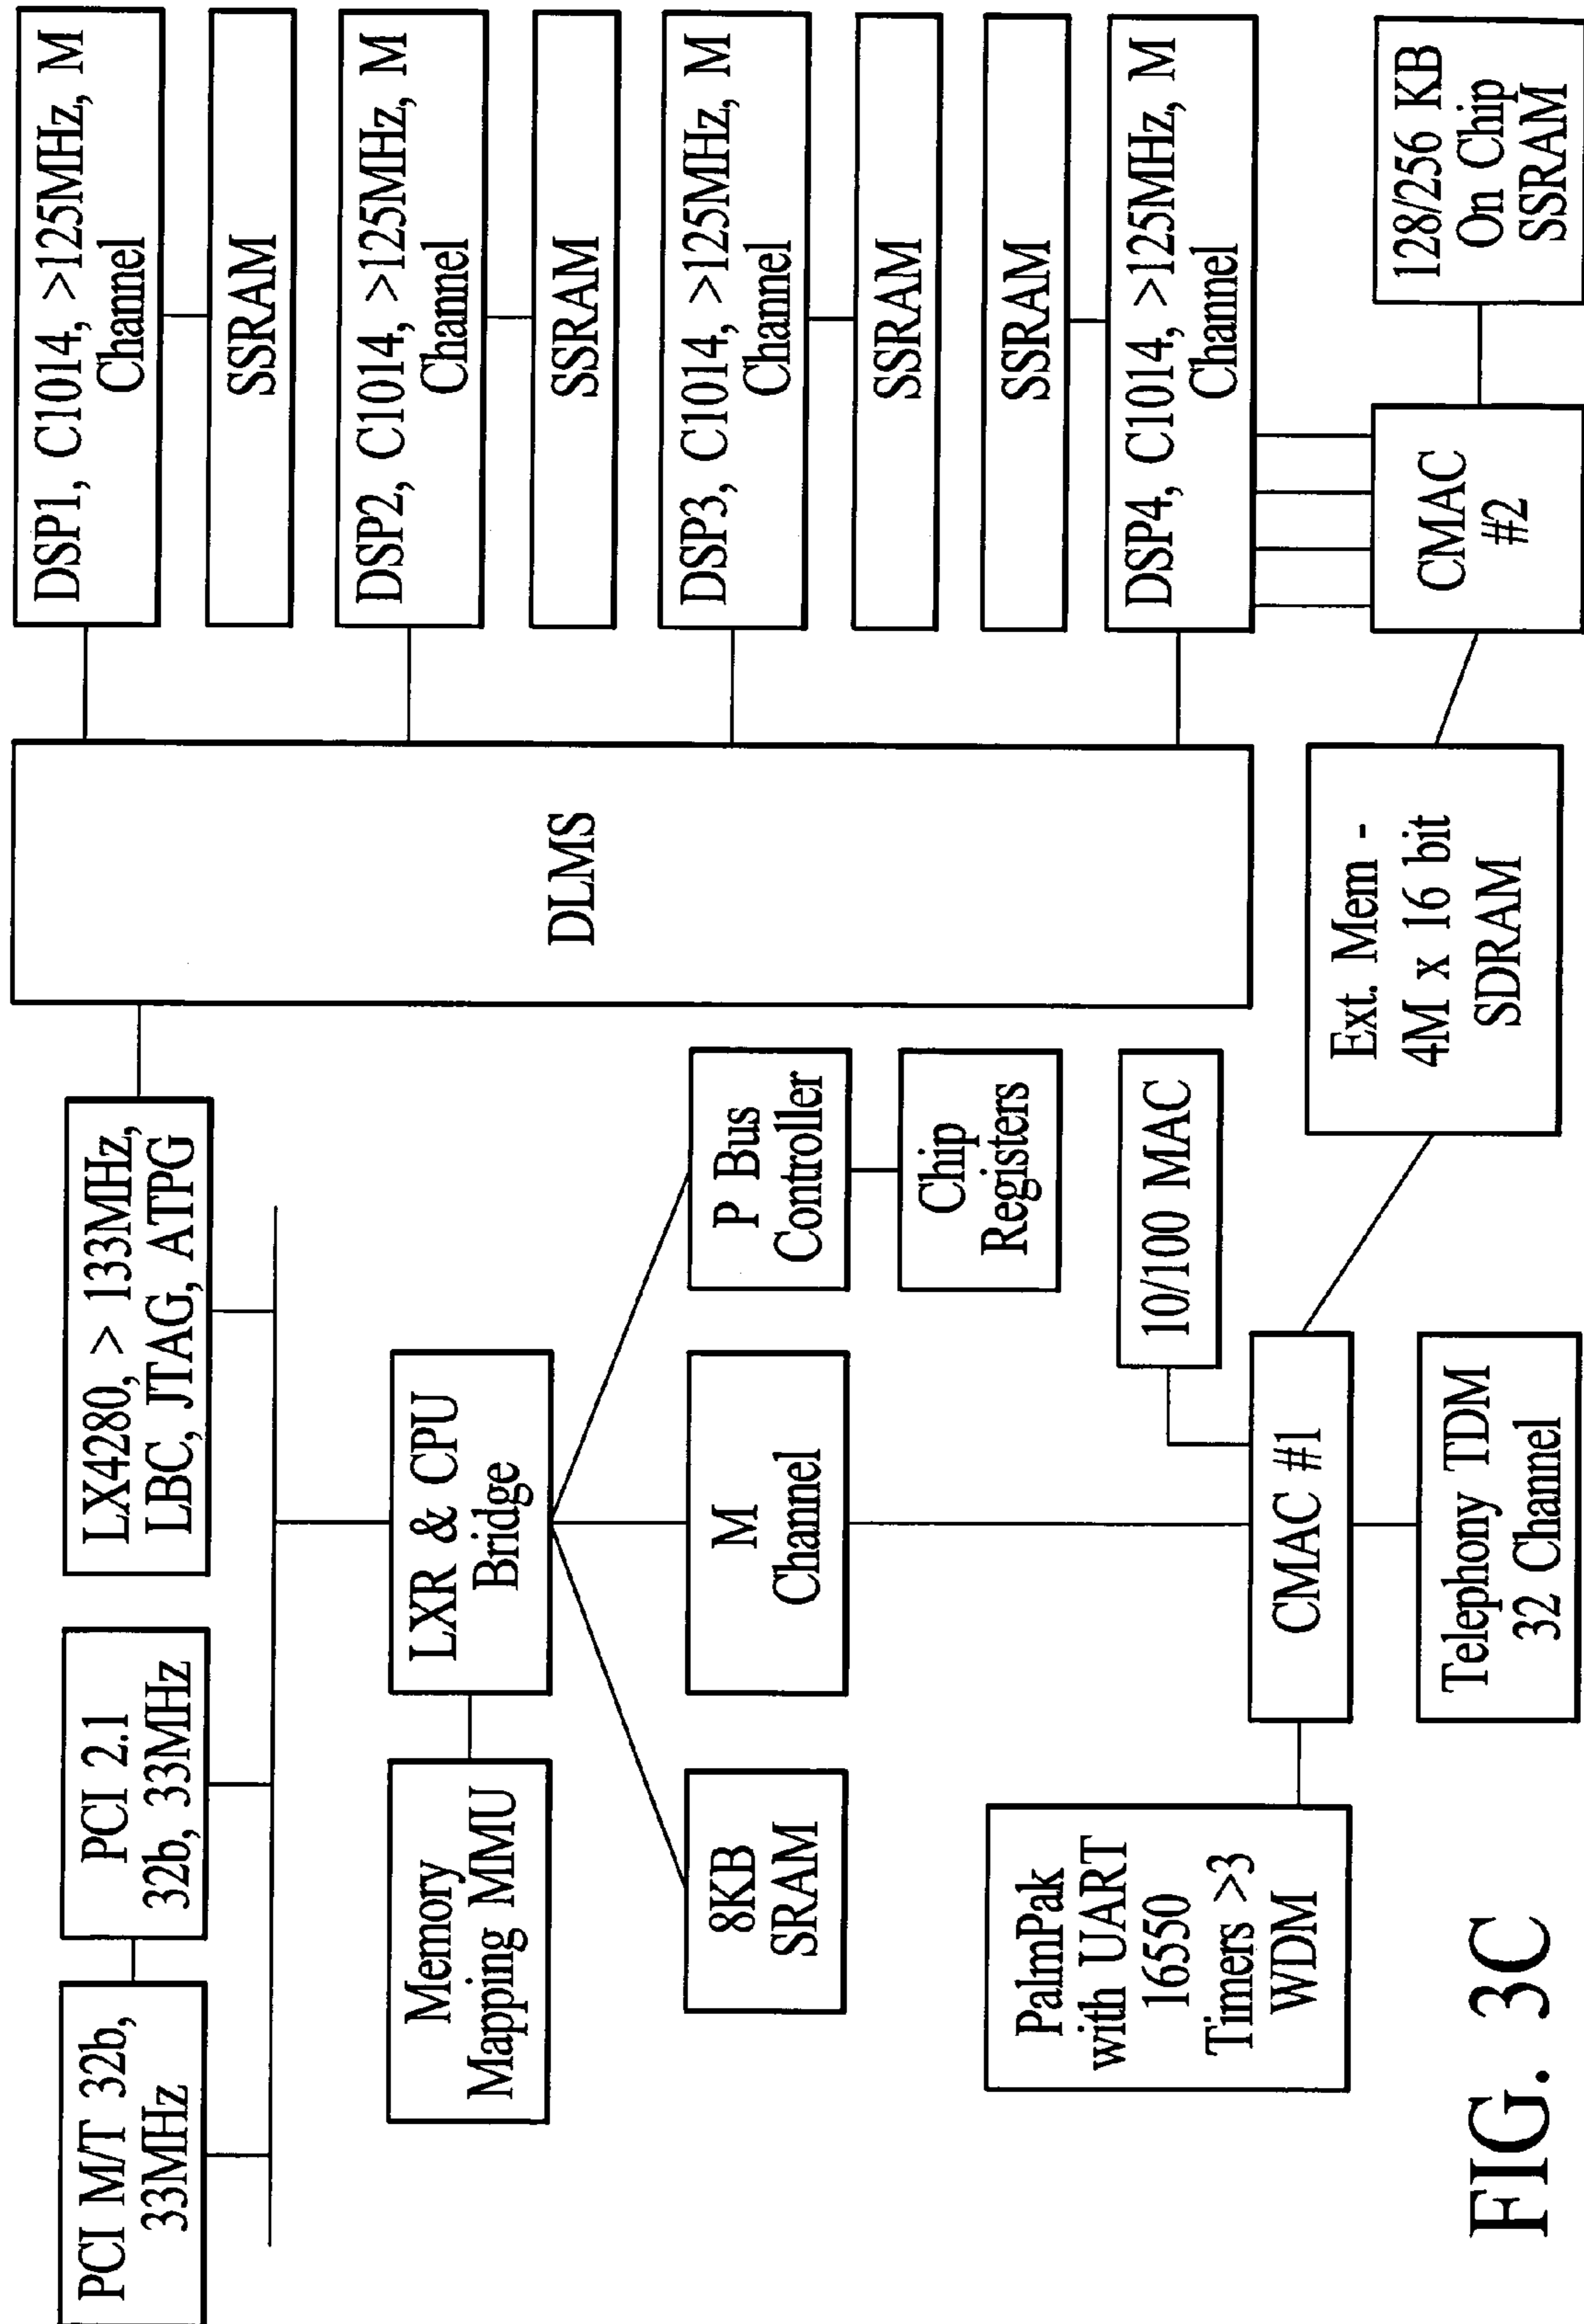 PCI M/T 32b,
33MHz
PCI 2.1
32b, 33MHz
LX4280, > 133MHz,
LBC, JTAG, ATPG
Memory
Mapping MMU
LXR & CPU
Bridge
8KB
SRAM
M
Channel
P Bus
Controller
Chip
Registers
10/100 MAC
PalmPak
with UART
16550
Timers >3
WDM
CMAC #1
Telephony TDM
32 Channel
DLMS
Ext. Mem -
4M x 16 bit
SDRAM
DSP1, C1014, >125MHz, M
Channel
SSRAM
DSP2, C1014, >125MHz, M
Channel
SSRAM
DSP3, C1014, >125MHz, M
Channel
SSRAM
SSRAM
DSP4, C1014, >125MHz, M
Channel
CMAC
#2
128/256 KB
On Chip
SSRAM
FIG. 3C